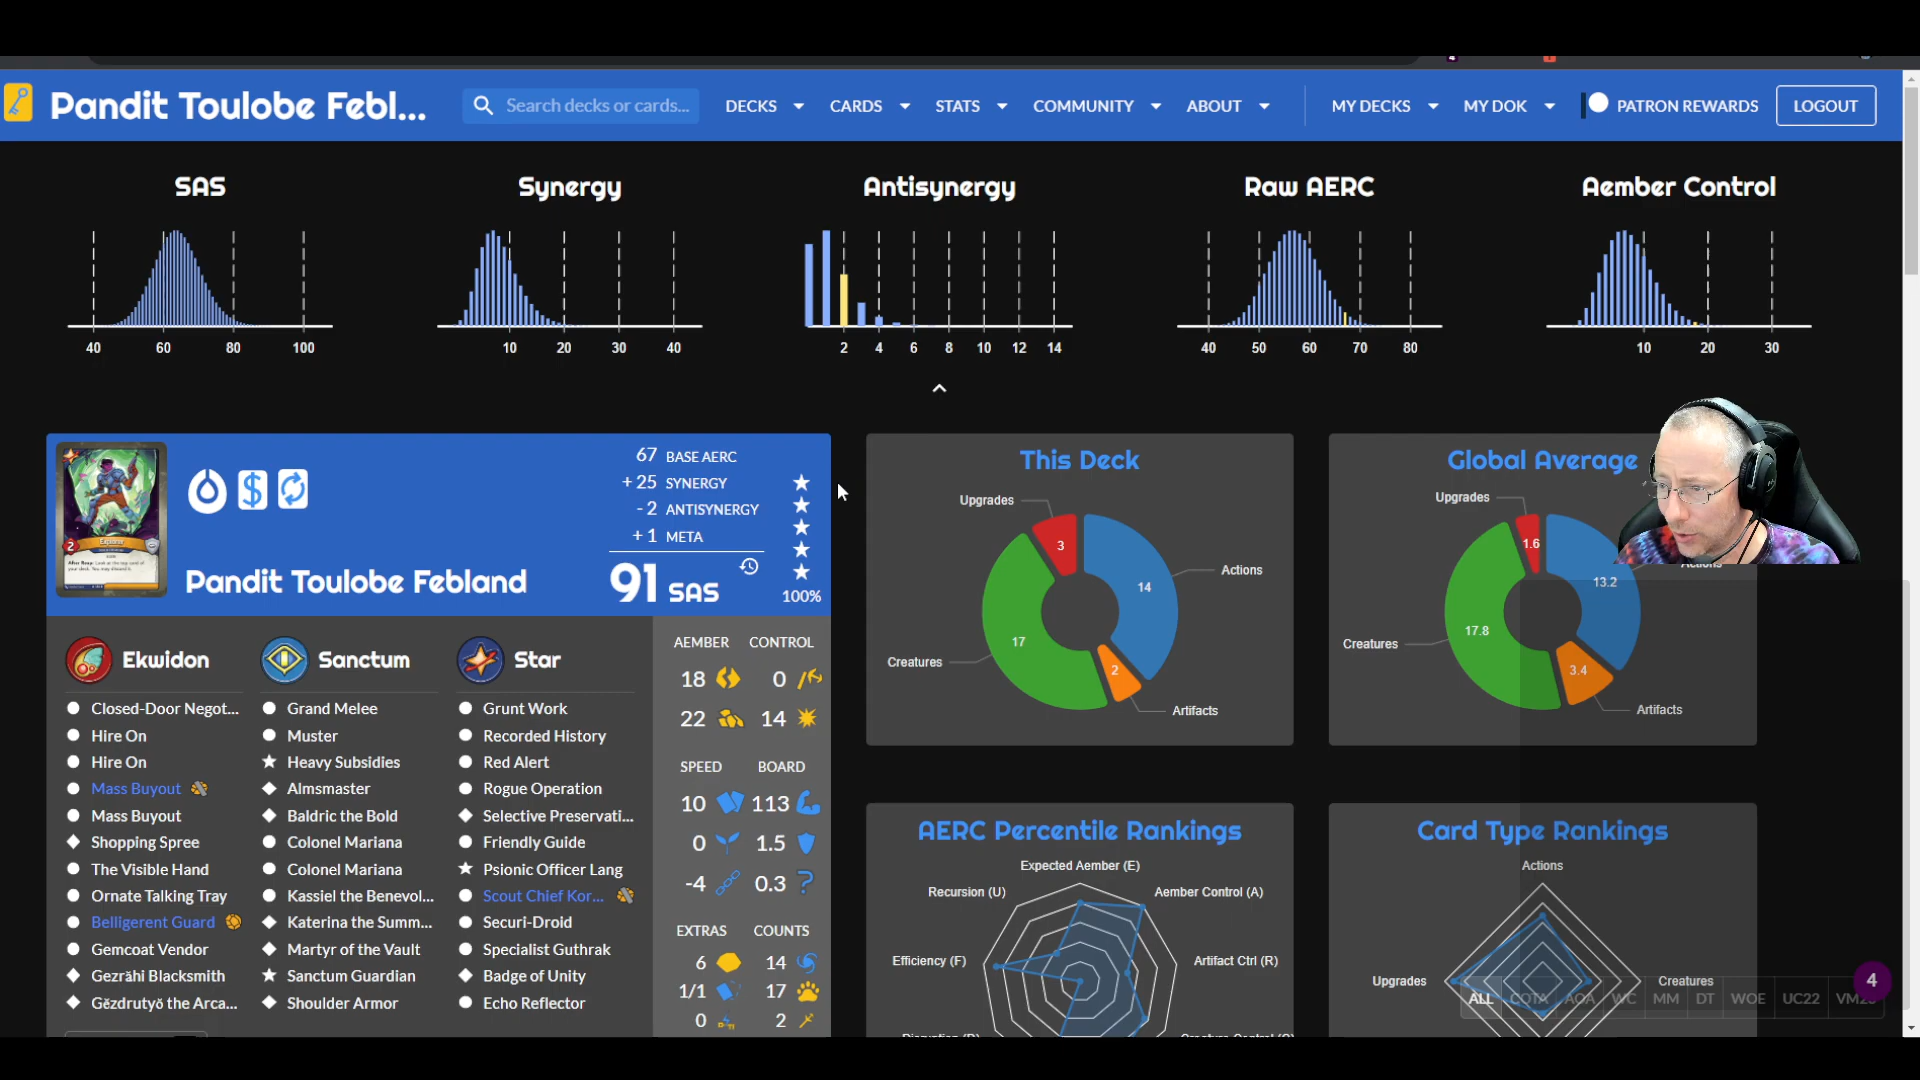 Pandit Toulobe Febl...
Search decks or cards...
DECKS
CARDS
STATS
COMMUNITY
ABOUT
MY DECKS
MY DOK
PATRON REWARDS
LOGOUT
SAS
Synergy
Antisynergy
Raw AERC
Aember Control
40 60 80 100
10 20 30 40
2 4 6 8 10 12 14
40 50 60 70 80
10 20 30
67 BASE AERC
+ 25 SYNERGY
- 2 ANTISYNERGY
+ 1 META
91 SAS
100%
Pandit Toulobe Febland
Ekwidon
Closed-Door Negot...
Hire On
Hire On
Mass Buyout
Mass Buyout
Shopping Spree
The Visible Hand
Ornate Talking Tray
Belligerent Guard
Gemcoat Vendor
Gezrăhi Blacksmith
Gĕzdrutyŏ the Arca...
Sanctum
Grand Melee
Muster
Heavy Subsidies
Almsmaster
Baldric the Bold
Colonel Mariana
Colonel Mariana
Kassiel the Benevol...
Katerina the Summ...
Martyr of the Vault
Sanctum Guardian
Shoulder Armor
Star
Grunt Work
Recorded History
Red Alert
Rogue Operation
Selective Preservati...
Friendly Guide
Psionic Officer Lang
Scout Chief Kor...
Securi-Droid
Specialist Guthrak
Badge of Unity
Echo Reflector
AEMBER CONTROL
18 0
22 14
SPEED BOARD
10 113
0 1.5
-4 0.3
EXTRAS COUNTS
6 14
1/1 17
0 2
This Deck
Upgrades
3
Actions
14
Creatures
17
2
Artifacts
Global Average
Upgrades
1.6
13.2
Actions
Creatures
17.8
3.4
Artifacts
AERC Percentile Rankings
Expected Aember (E)
Recursion (U)
Aember Control (A)
Efficiency (F)
Artifact Ctrl (R)
Card Type Rankings
Actions
Upgrades
Creatures
4
ALL COTA AOA WC MM DT WOE UC22